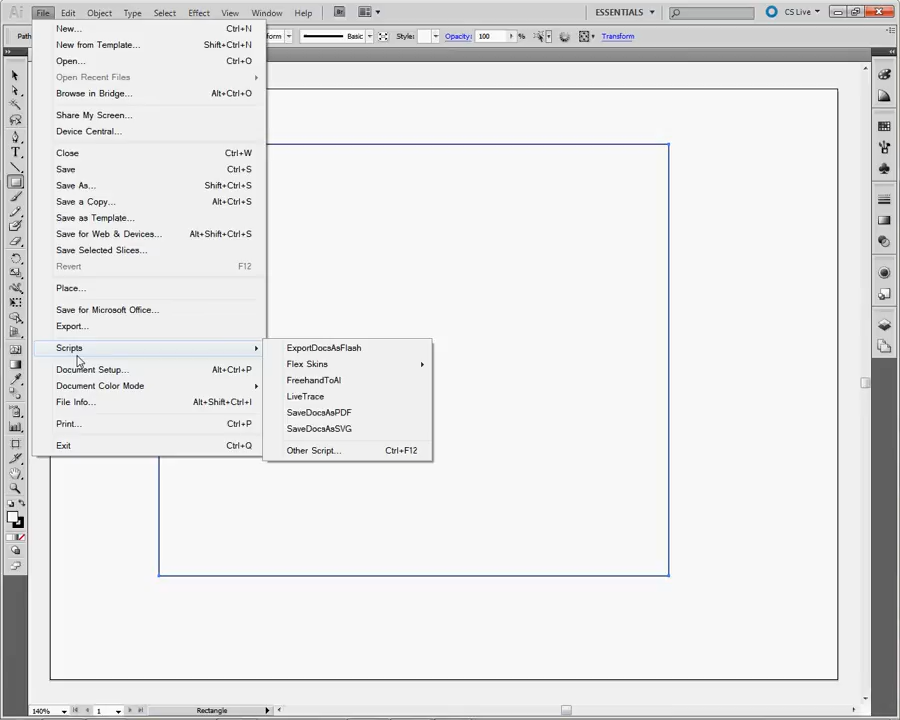 Ai File Edit Object Type Select Effect View Window Help Br ESSENTIALS CS Live
Path form Basic Style: Opacity: 100 % Transform
New... Ctrl+N
New from Template... Shift+Ctrl+N
Open... Ctrl+O
Open Recent Files
Browse in Bridge... Alt+Ctrl+O
Share My Screen...
Device Central...
Close Ctrl+W
Save Ctrl+S
Save As... Shift+Ctrl+S
Save a Copy... Alt+Ctrl+S
Save as Template...
Save for Web & Devices... Alt+Shift+Ctrl+S
Save Selected Slices...
Revert F12
Place...
Save for Microsoft Office...
Export...
Scripts
Document Setup... Alt+Ctrl+P
Document Color Mode
File Info... Alt+Shift+Ctrl+I
Print... Ctrl+P
Exit Ctrl+Q
ExportDocsAsFlash
Flex Skins
FreehandToAI
LiveTrace
SaveDocsAsPDF
SaveDocsAsSVG
Other Script... Ctrl+F12
140% 1 Rectangle